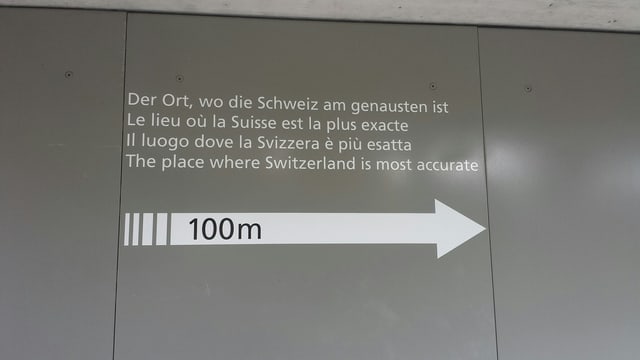 Der Ort, wo die Schweiz am genausten ist
Le lieu où la Suisse est la plus exacte
Il luogo dove la Svizzera è più esatta
The place where Switzerland is most accurate
100m